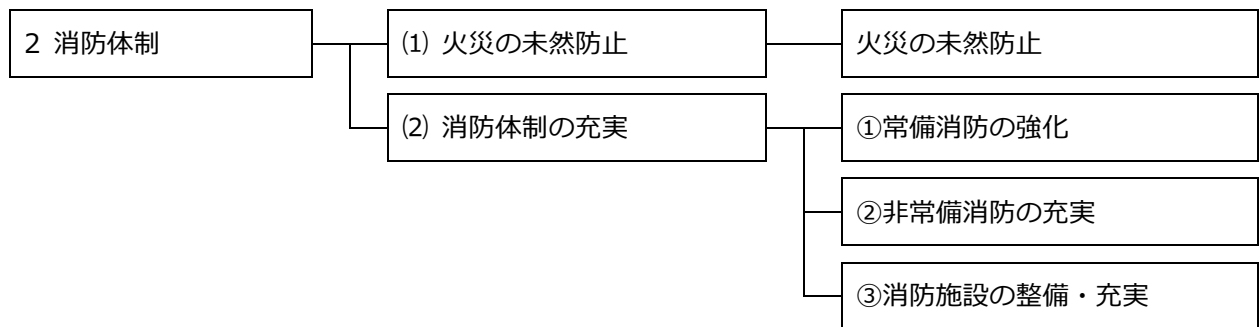 2 消防体制
⑴ 火災の未然防止
火災の未然防止
⑵ 消防体制の充実
①常備消防の強化
②非常備消防の充実
③消防施設の整備・充実